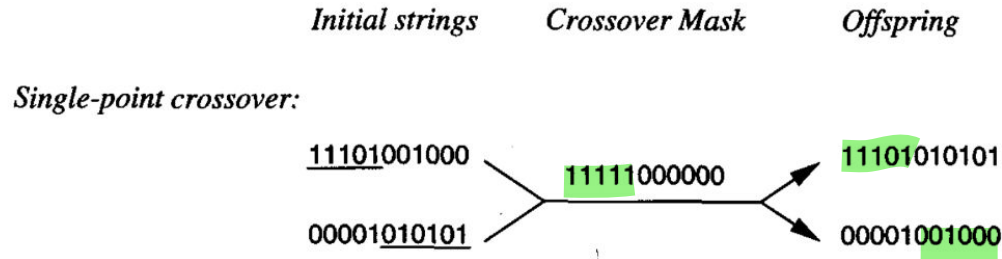 Initial strings Crossover Mask Offspring
Single-point crossover:
11101001000 11111000000 11101010101
00001010101 00001001000